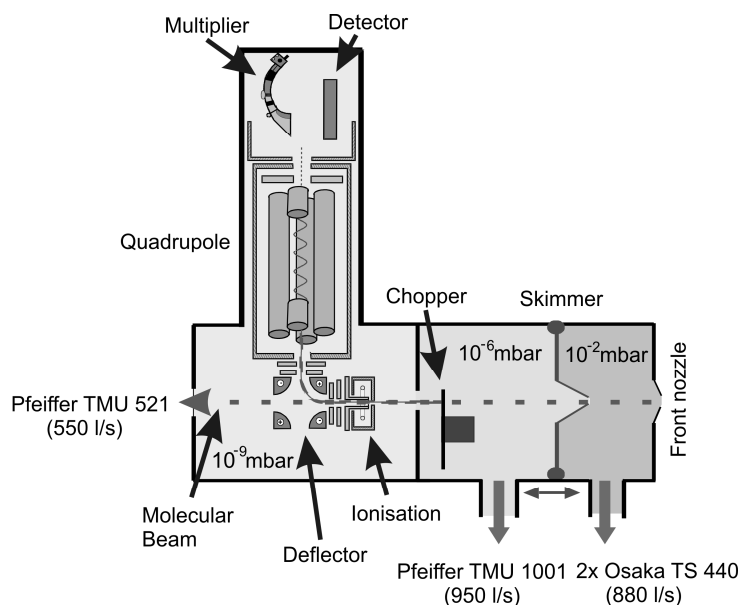 Multiplier
Detector
Quadrupole
Chopper
Skimmer
10-6mbar
10-2mbar
Front nozzle
Pfeiffer TMU 521
(550 l/s)
10-9mbar
Molecular
Beam
Deflector
Ionisation
Pfeiffer TMU 1001
(950 l/s)
2x Osaka TS 440
(880 l/s)